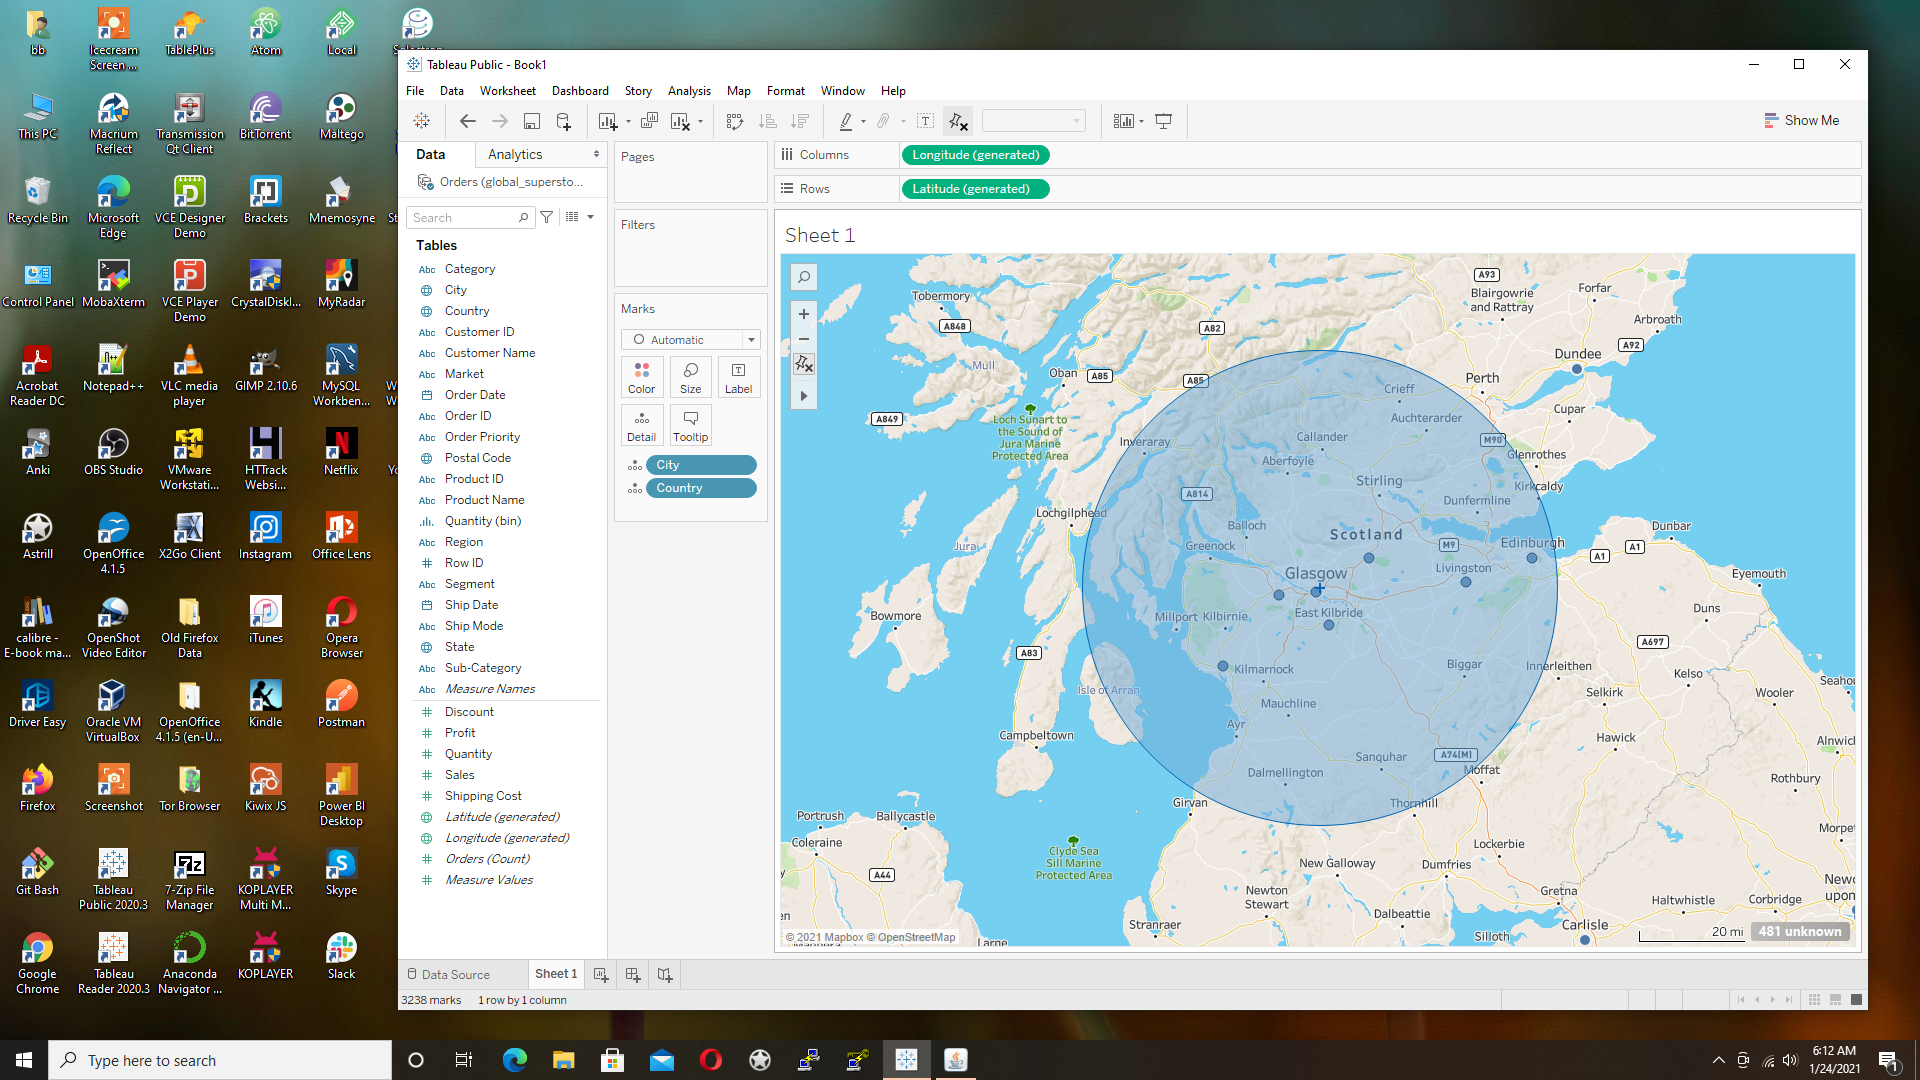 bb
Icecream Screen ...
TablePlus
Atom
Local
This PC
Macrium Reflect
Transmission Qt Client
BitTorrent
Maltego
Recycle Bin
Microsoft Edge
VCE Designer Demo
Brackets
Mnemosyne
Control Panel
MobaXterm
VCE Player Demo
CrystalDiskI...
MyRadar
Acrobat Reader DC
Notepad++
VLC media player
GIMP 2.10.6
MySQL Workben...
Anki
OBS Studio
VMware Workstati...
HTTrack Websi...
Netflix
Astrill
OpenOffice 4.1.5
X2Go Client
Instagram
Office Lens
calibre - E-book ma...
OpenShot Video Editor
Old Firefox Data
iTunes
Opera Browser
Driver Easy
Oracle VM VirtualBox
OpenOffice 4.1.5 (en-U...
Kindle
Postman
Firefox
Screenshot
Tor Browser
Kiwix JS
Power BI Desktop
Git Bash
Tableau Public 2020.3
7-Zip File Manager
KOPLAYER Multi M...
Skype
Google Chrome
Tableau Reader 2020.3
Anaconda Navigator ...
KOPLAYER
Slack
Tableau Public - Book1
File Data Worksheet Dashboard Story Analysis Map Format Window Help
Show Me
Data
Analytics
Orders (global_supersto...
Search
Tables
Abc Category
City
Country
Abc Customer ID
Abc Customer Name
Abc Market
Order Date
Abc Order ID
Abc Order Priority
Postal Code
Abc Product ID
Abc Product Name
Quantity (bin)
Abc Region
Row ID
Abc Segment
Ship Date
Abc Ship Mode
State
Abc Sub-Category
Abc Measure Names
Discount
Profit
Quantity
Sales
Shipping Cost
Latitude (generated)
Longitude (generated)
Orders (Count)
Measure Values
Pages
Filters
Marks
Automatic
Color
Size
Label
Detail
Tooltip
City
Country
Columns
Longitude (generated)
Rows
Latitude (generated)
Sheet 1
A93
Forfar
Blairgowrie and Rattray
Tobermory
A848
A82
Arbroath
A92
Mull
Dundee
Oban
A85
A85
Perth
Crieff
Cupar
A849
Loch Sunart to the Sound of Jura Marine Protected Area
Auchterarder
Inveraray
Callander
M90
Aberfoyle
Glenrothes
Stirling
Kirkcaldy
A814
Dunfermline
Lochgilphead
Balloch
Scotland
Dunbar
Jura
Greenock
M9
Edinburgh
A1
A1
Glasgow
Livingston
Eyemouth
Bowmore
Millport
Kilbirnie
East Kilbride
Duns
A83
A697
Kilmarnock
Biggar
Innerleithen
Kelso
Isle of Arran
Selkirk
Wooler
Seahou
Mauchline
Campbeltown
Ayr
Hawick
Alnwic
Sanquhar
A74(M)
Dalmellington
Moffat
Rothbury
Girvan
Thornhill
Portrush
Ballycastle
Coleraine
Clyde Sea Sill Marine Protected Area
Lockerbie
Morpe
New Galloway
Dumfries
A44
Gretna
Newton Stewart
Haltwhistle
Corbridge
Newc
upon
en
Dalbeattie
Stranraer
Carlisle
Silloth
Larne
© 2021 Mapbox © OpenStreetMap
20 mi
481 unknown
Data Source
Sheet 1
3238 marks
1 row by 1 column
Type here to search
6:12 AM
1/24/2021
1